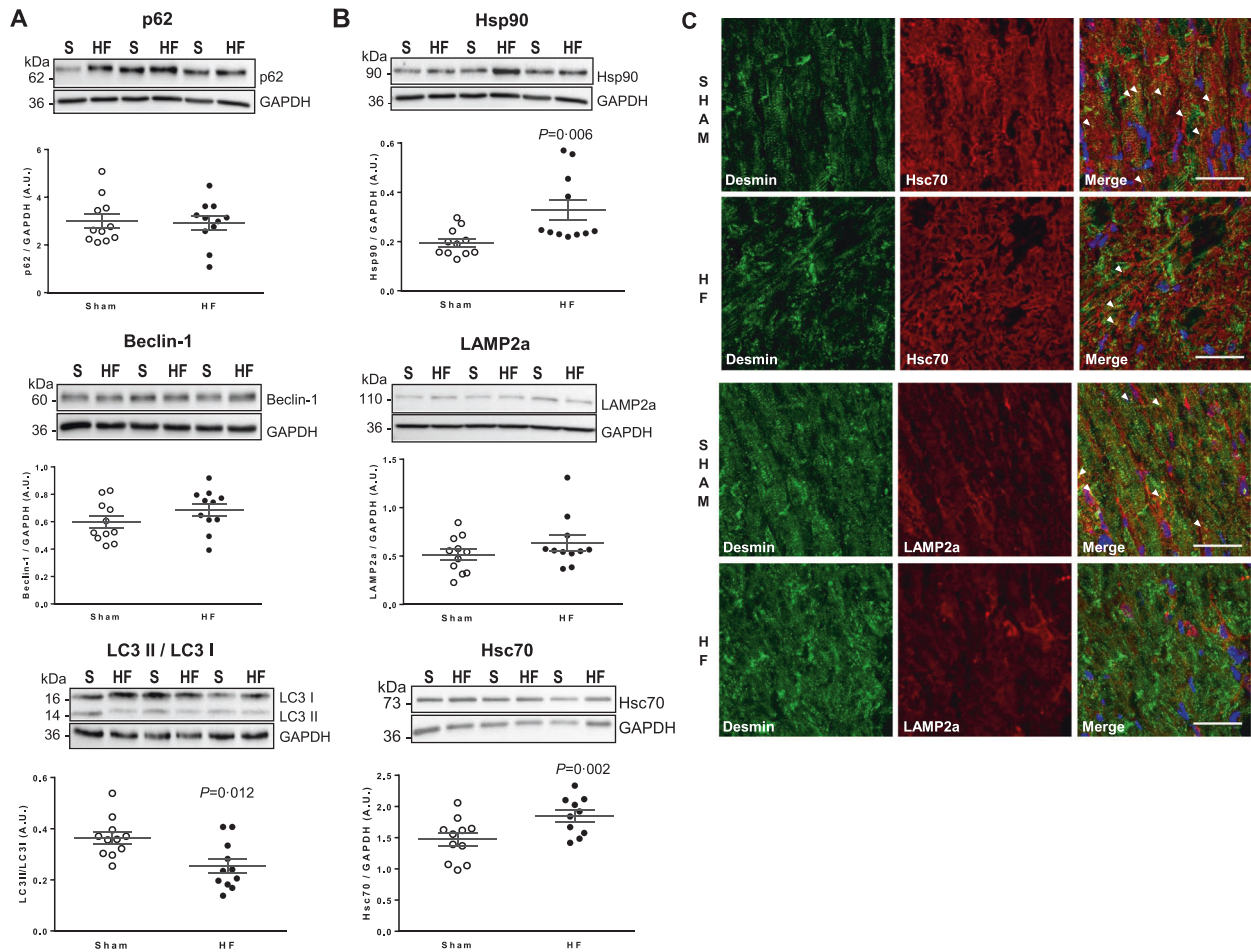 A
p62
S HF S HF S HF
kDa
62
p62
36
GAPDH
p62 / GAPDH (A.U.)
6
4
2
0
Sham HF
Beclin-1
S HF S HF S HF
kDa
60
Beclin-1
36
GAPDH
Beclin-1 / GAPDH (A.U.)
1.0
0.8
0.6
0.4
0.2
0.0
Sham HF
LC3 II / LC3 I
S HF S HF S HF
kDa
16
LC3 I
14
LC3 II
36
GAPDH
P=0·012
LC3II/LC3I (A.U.)
0.6
0.4
0.2
0
Sham HF
B
Hsp90
S HF S HF S HF
kDa
90
Hsp90
36
GAPDH
P=0·006
Hsp90 / GAPDH (A.U.)
0.6
0.4
0.2
0.0
Sham HF
LAMP2a
S HF S HF S HF
kDa
110
LAMP2a
36
GAPDH
LAMP2a / GAPDH (A.U.)
1.5
1.0
0.5
0.0
Sham HF
Hsc70
S HF S HF S HF
kDa
73
Hsc70
36
GAPDH
P=0·002
Hsc70 / GAPDH (A.U.)
2.5
2.0
1.5
1.0
0.5
0.0
Sham HF
C
SHAM
Desmin Hsc70 Merge
HF
Desmin Hsc70 Merge
SHAM
Desmin LAMP2a Merge
HF
Desmin LAMP2a Merge